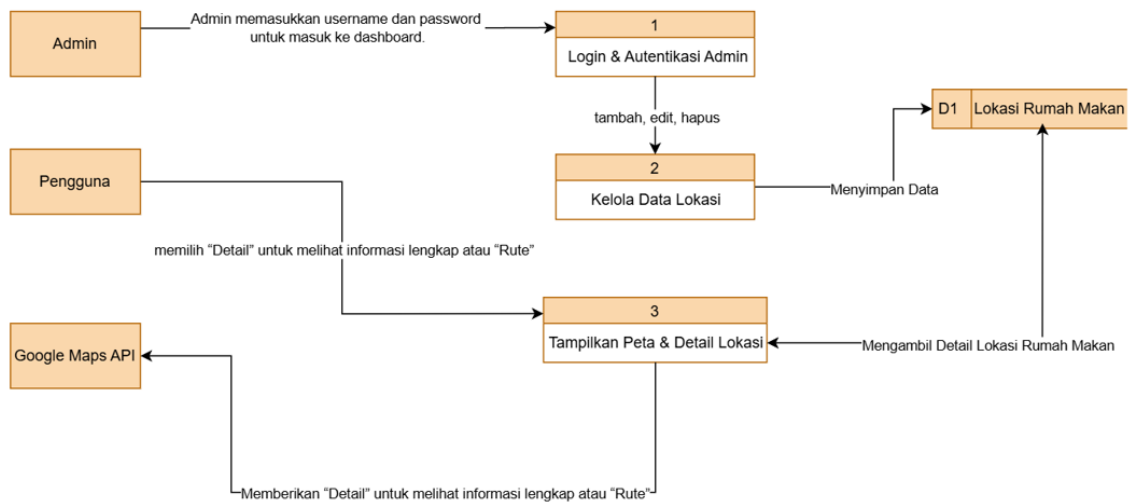 Admin
Admin memasukkan username dan password
untuk masuk ke dashboard.
1
Login & Autentikasi Admin
tambah, edit, hapus
D1
Lokasi Rumah Makan
Pengguna
2
Kelola Data Lokasi
Menyimpan Data
memilih “Detail” untuk melihat informasi lengkap atau “Rute”
3
Tampilkan Peta & Detail Lokasi
Google Maps API
Mengambil Detail Lokasi Rumah Makan
Memberikan “Detail” untuk melihat informasi lengkap atau “Rute”